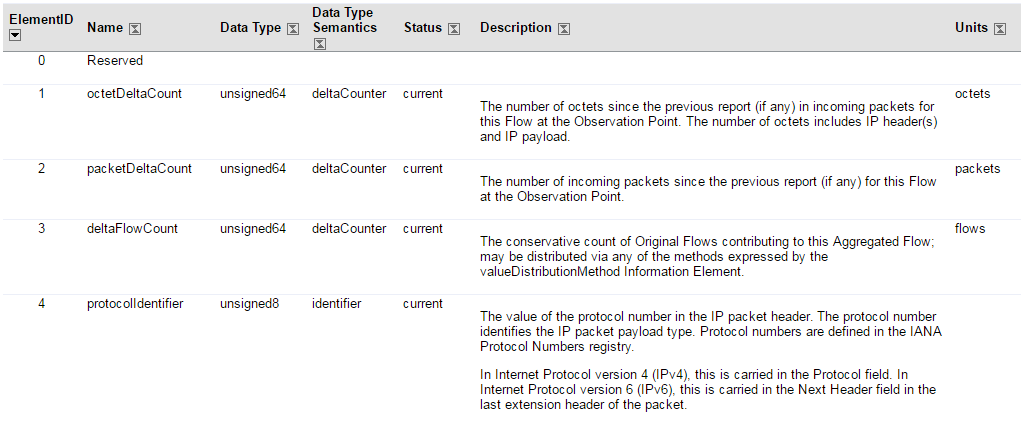 ElementID Name Data Type Data Type Semantics Status Description Units
0 Reserved
1 octetDeltaCount unsigned64 deltaCounter current octets
The number of octets since the previous report (if any) in incoming packets for
this Flow at the Observation Point. The number of octets includes IP header(s)
and IP payload.
2 packetDeltaCount unsigned64 deltaCounter current packets
The number of incoming packets since the previous report (if any) for this Flow
at the Observation Point.
3 deltaFlowCount unsigned64 deltaCounter current flows
The conservative count of Original Flows contributing to this Aggregated Flow;
may be distributed via any of the methods expressed by the
valueDistributionMethod Information Element.
4 protocolIdentifier unsigned8 identifier current
The value of the protocol number in the IP packet header. The protocol number
identifies the IP packet payload type. Protocol numbers are defined in the IANA
Protocol Numbers registry.
In Internet Protocol version 4 (IPv4), this is carried in the Protocol field. In
Internet Protocol version 6 (IPv6), this is carried in the Next Header field in the
last extension header of the packet.